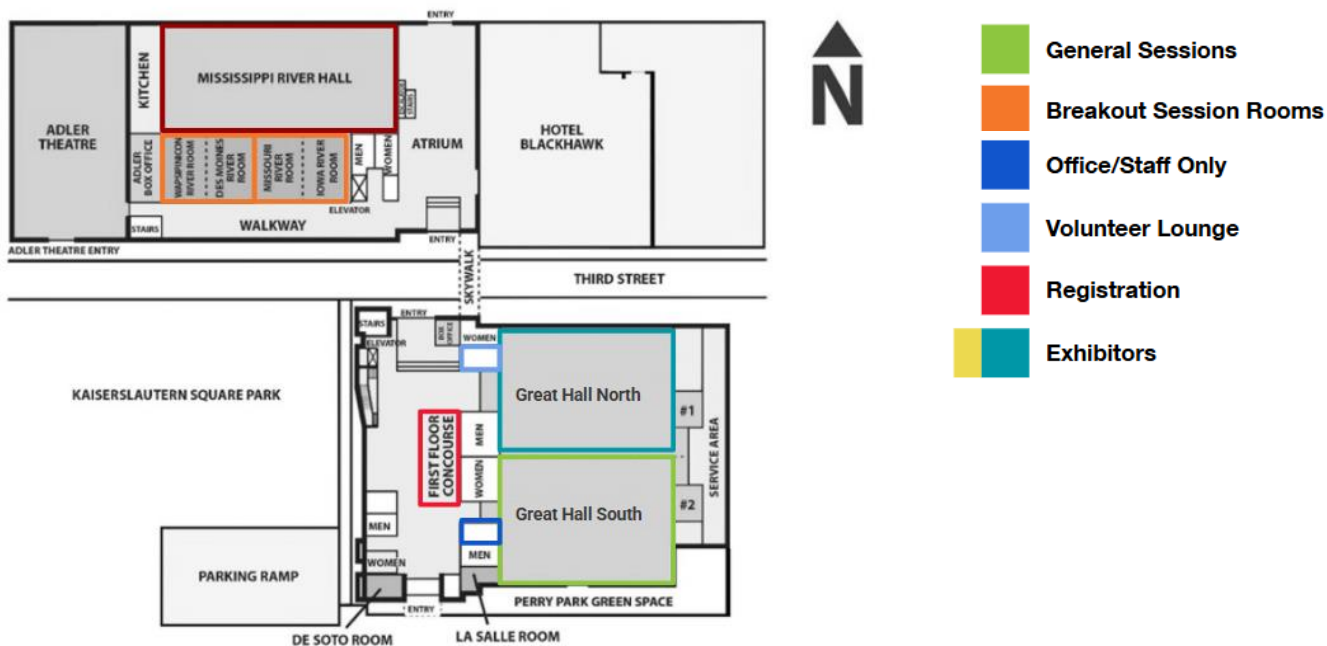 ENTRY
KITCHEN
MISSISSIPPI RIVER HALL
STAIRS
ADLER
THEATRE
ADLER
BOX OFFICE
WAPSIPINICON
RIVER ROOM
DES MOINES
RIVER
ROOM
MISSOURI
RIVER
ROOM
IOWA RIVER
ROOM
MEN
WOMEN
ATRIUM
HOTEL
BLACKHAWK
ELEVATOR
STAIRS
WALKWAY
ENTRY
ADLER THEATRE ENTRY
SKYWALK
THIRD STREET
N
General Sessions
Breakout Session Rooms
Office/Staff Only
Volunteer Lounge
Registration
Exhibitors
STAIRS
ENTRY
BOX
OFFICE
WOMEN
ELEVATOR
KAISERSLAUTERN SQUARE PARK
Great Hall North
#1
FIRST FLOOR
CONCOURSE
MEN
WOMEN
SERVICE AREA
Great Hall South
#2
MEN
MEN
WOMEN
PARKING RAMP
ENTRY
PERRY PARK GREEN SPACE
DE SOTO ROOM
LA SALLE ROOM